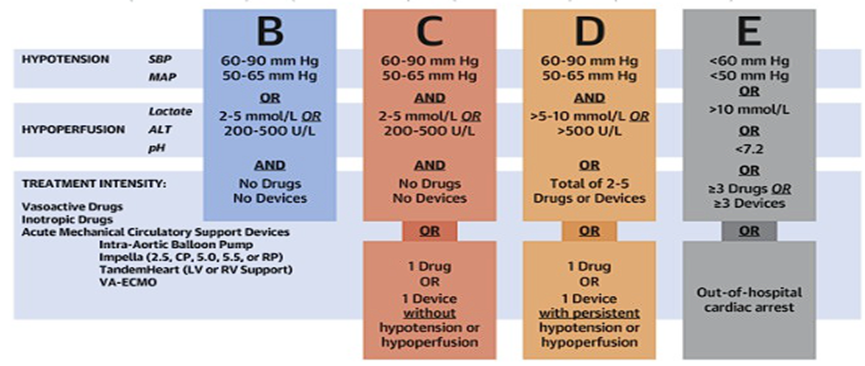 B C D E
HYPOTENSION SBP 60-90 mm Hg 60-90 mm Hg 60-90 mm Hg <60 mm Hg
MAP 50-65 mm Hg 50-65 mm Hg 50-65 mm Hg <50 mm Hg
OR AND AND OR
Lactate 2-5 mmol/L OR 2-5 mmol/L OR >5-10 mmol/L OR >10 mmol/L
HYPOPERFUSION ALT 200-500 U/L 200-500 U/L >500 U/L OR
pH <7.2
AND AND OR OR
TREATMENT INTENSITY: No Drugs No Drugs Total of 2-5 ≥3 Drugs OR
No Devices No Devices Drugs or Devices ≥3 Devices
Vasoactive Drugs
Inotropic Drugs
Acute Mechanical Circulatory Support Devices OR OR OR
Intra-Aortic Balloon Pump
Impella (2.5, CP, 5.0, 5.5, or RP)
TandemHeart (LV or RV Support)
VA-ECMO
1 Drug
OR
1 Device
without
hypotension or
hypoperfusion
1 Drug
OR
1 Device
with persistent
hypotension or
hypoperfusion
Out-of-hospital
cardiac arrest